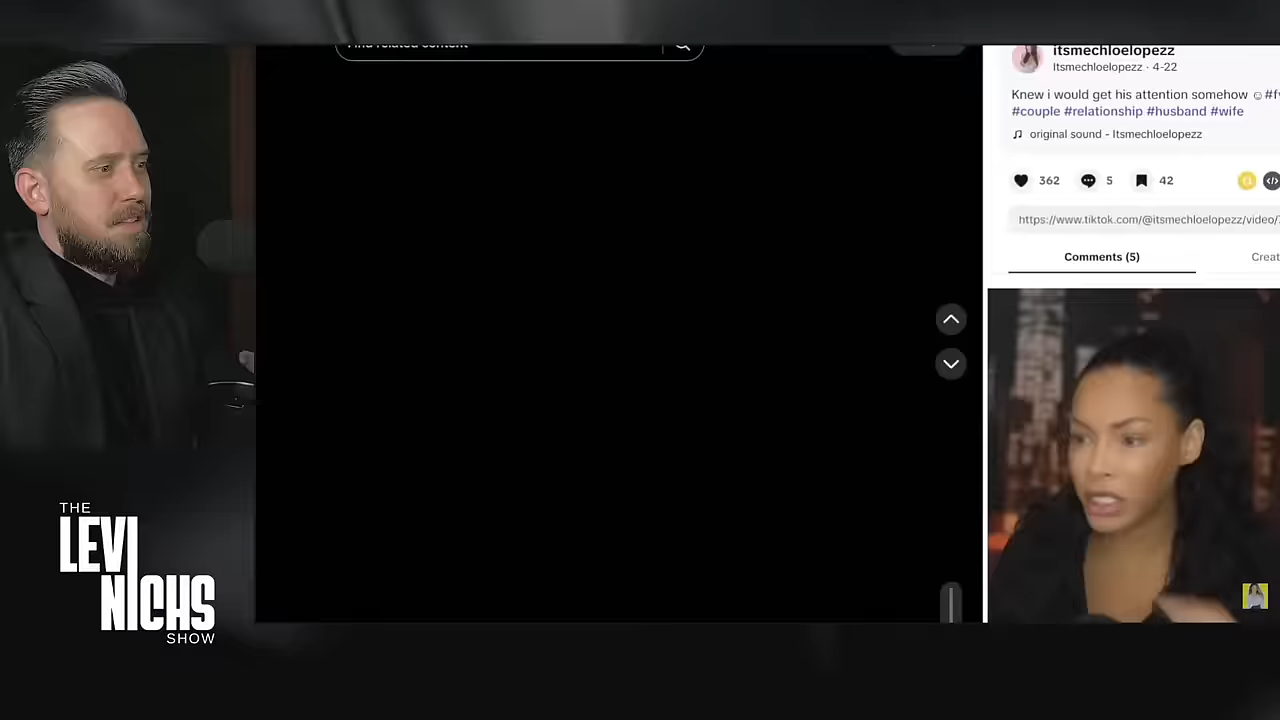 Find related content
itsmechloelopezz
Itsmechloelopezz · 4-22
Knew i would get his attention somehow ☺ #f
#couple #relationship #husband #wife
♫ original sound - Itsmechloelopezz
362 5 42
https://www.tiktok.com/@itsmechloelopezz/video/
Comments (5) Creat
THE
LEVI
NICHS
SHOW